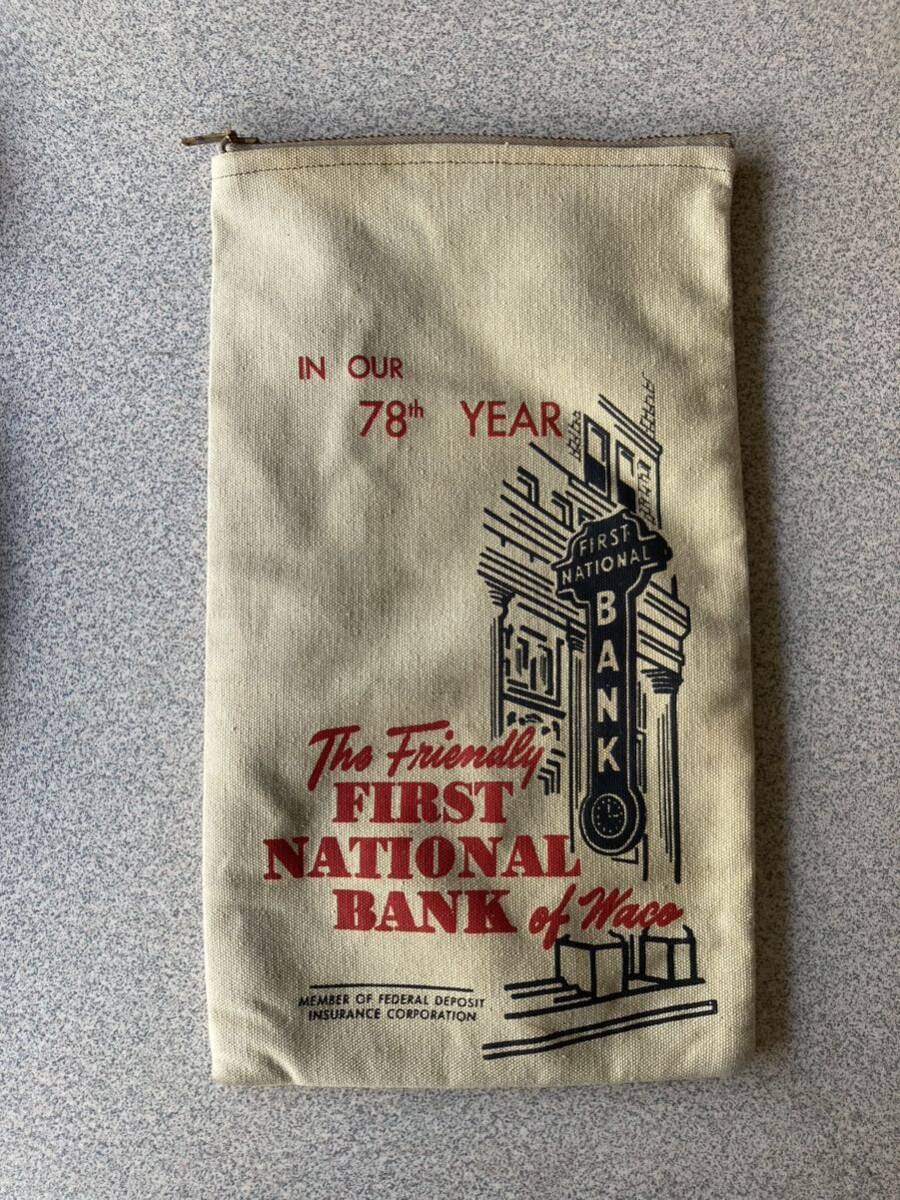 IN OUR
78th YEAR
FIRST
NATIONAL
BANK
The Friendly
FIRST
NATIONAL
BANK of Waco
MEMBER OF FEDERAL DEPOSIT
INSURANCE CORPORATION